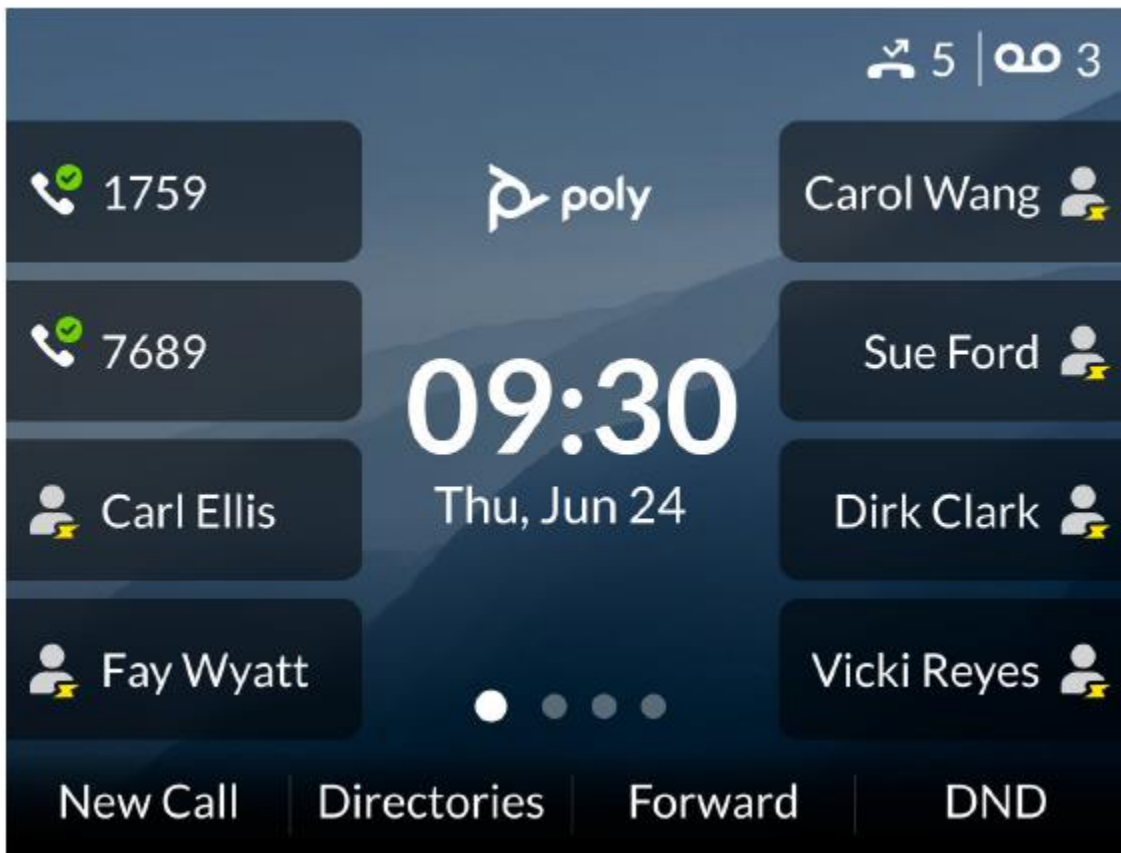 5 | 3
1759
poly
Carol Wang
7689
Sue Ford
09:30
Thu, Jun 24
Carl Ellis
Dirk Clark
Fay Wyatt
Vicki Reyes
New Call
Directories
Forward
DND